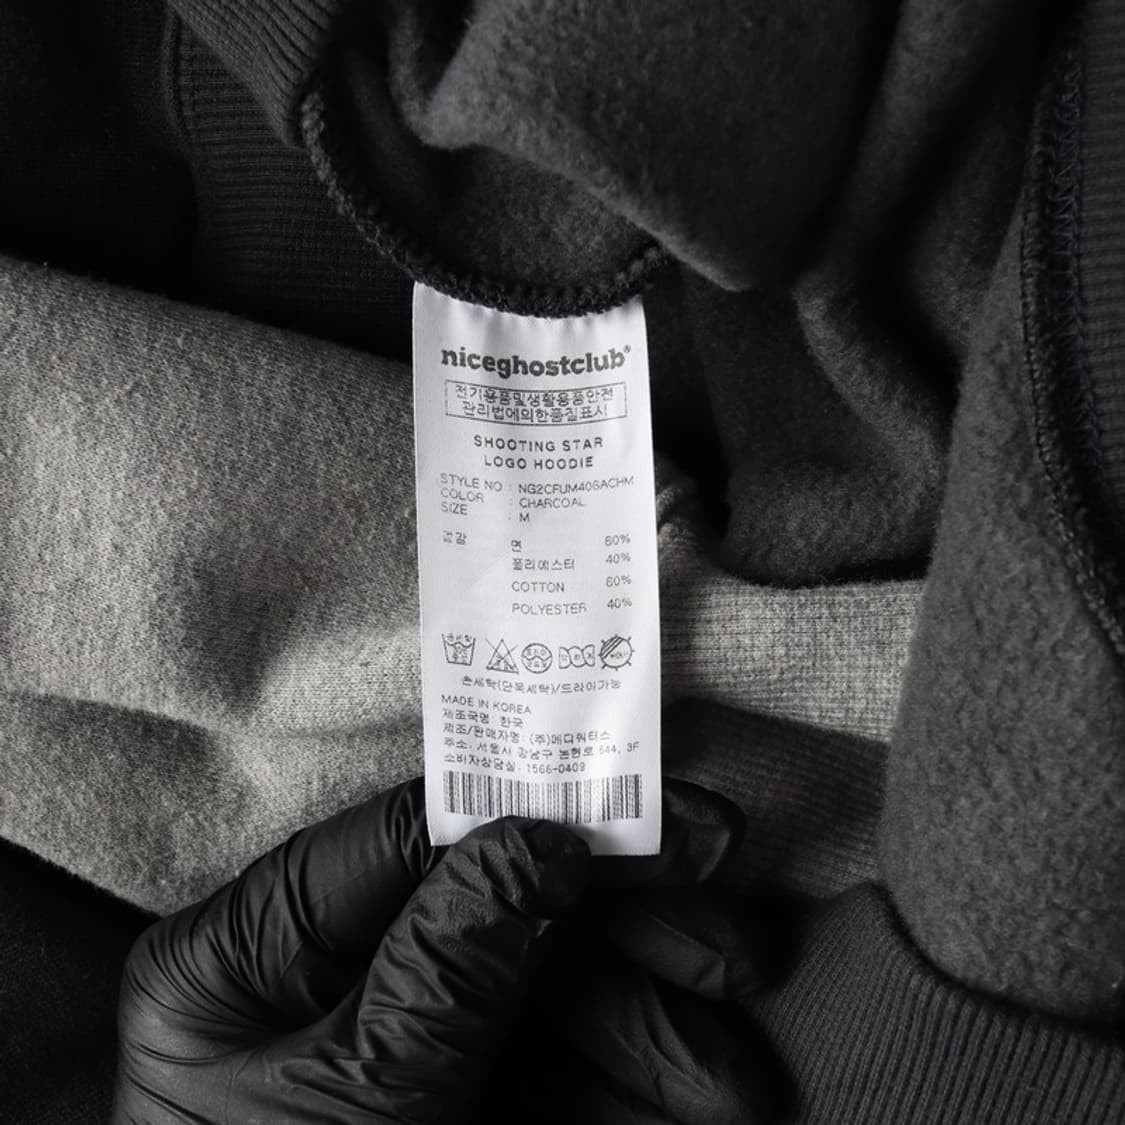 niceghostclub®
전기용품및생활용품안전
관리법에의한품질표시
SHOOTING STAR
LOGO HOODIE
STYLE NO : NG2CFUM406ACHM
COLOR : CHARCOAL
SIZE : M
겉감 면 60%
폴리에스터 40%
COTTON 60%
POLYESTER 40%
손세탁(단독세탁)/드라이가능
MADE IN KOREA
제조국명: 한국
제조/판매자명: (주)메디쿼터스
주소: 서울시 강남구 논현로 644, 3F
소비자상담실: 1566-0409